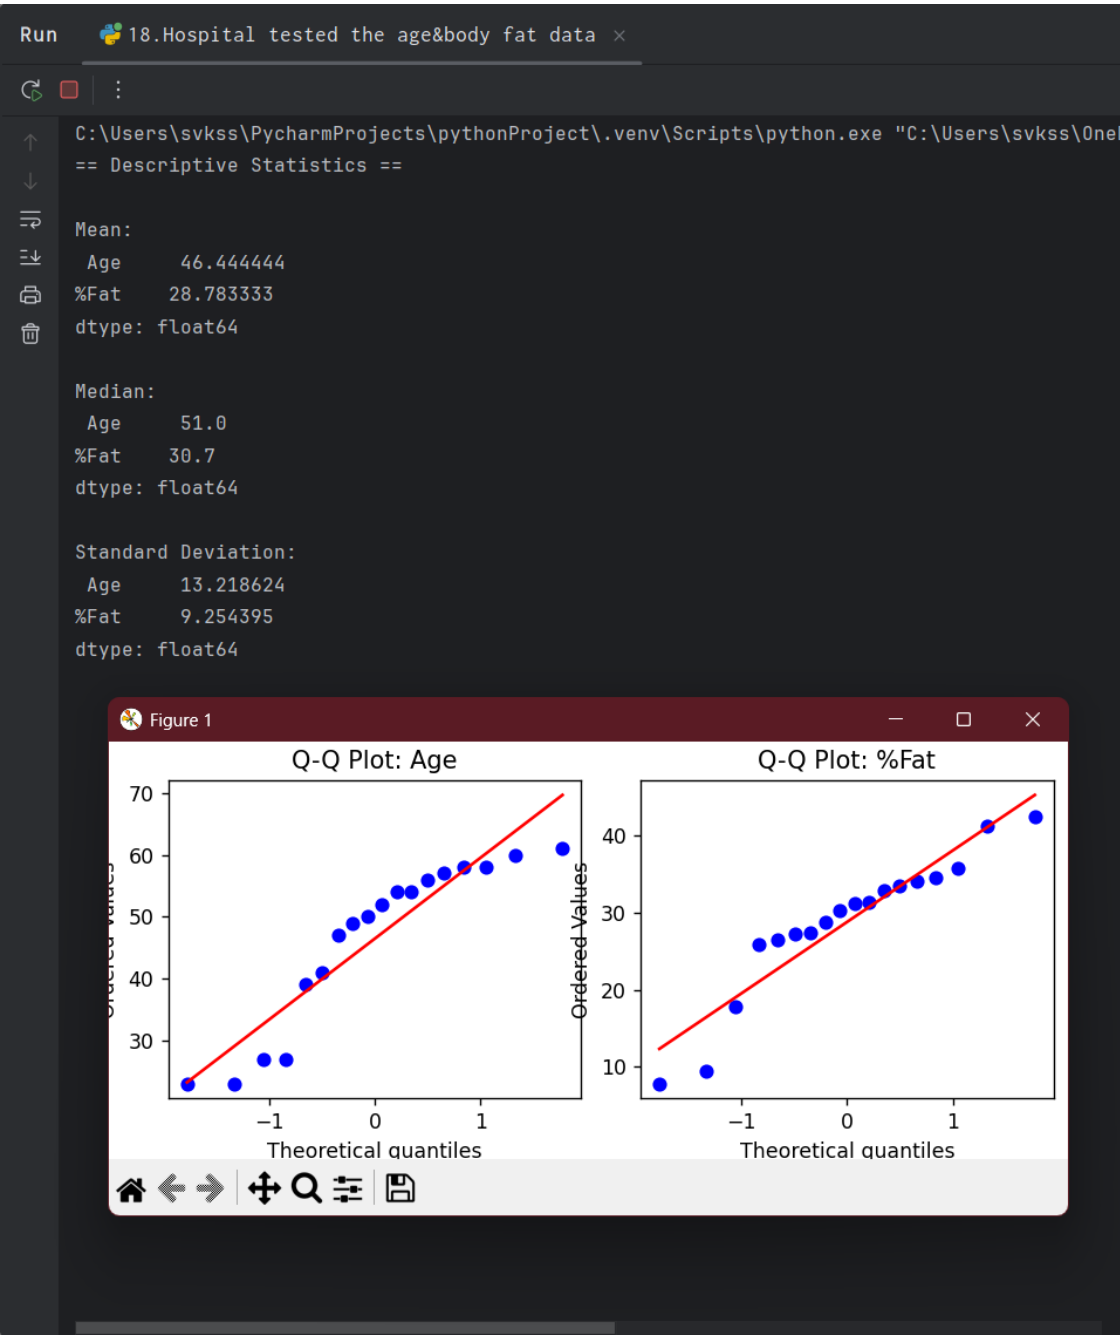 Run 18.Hospital tested the age&body fat data
C:\Users\svkss\PycharmProjects\pythonProject\.venv\Scripts\python.exe "C:\Users\svkss\One
== Descriptive Statistics ==
Mean:
Age 46.444444
%Fat 28.783333
dtype: float64
Median:
Age 51.0
%Fat 30.7
dtype: float64
Standard Deviation:
Age 13.218624
%Fat 9.254395
dtype: float64
Figure 1
Q-Q Plot: Age
70
60
50
40
30
Ordered Values
−1 0 1
Theoretical quantiles
Q-Q Plot: %Fat
40
30
20
10
Ordered Values
−1 0 1
Theoretical quantiles